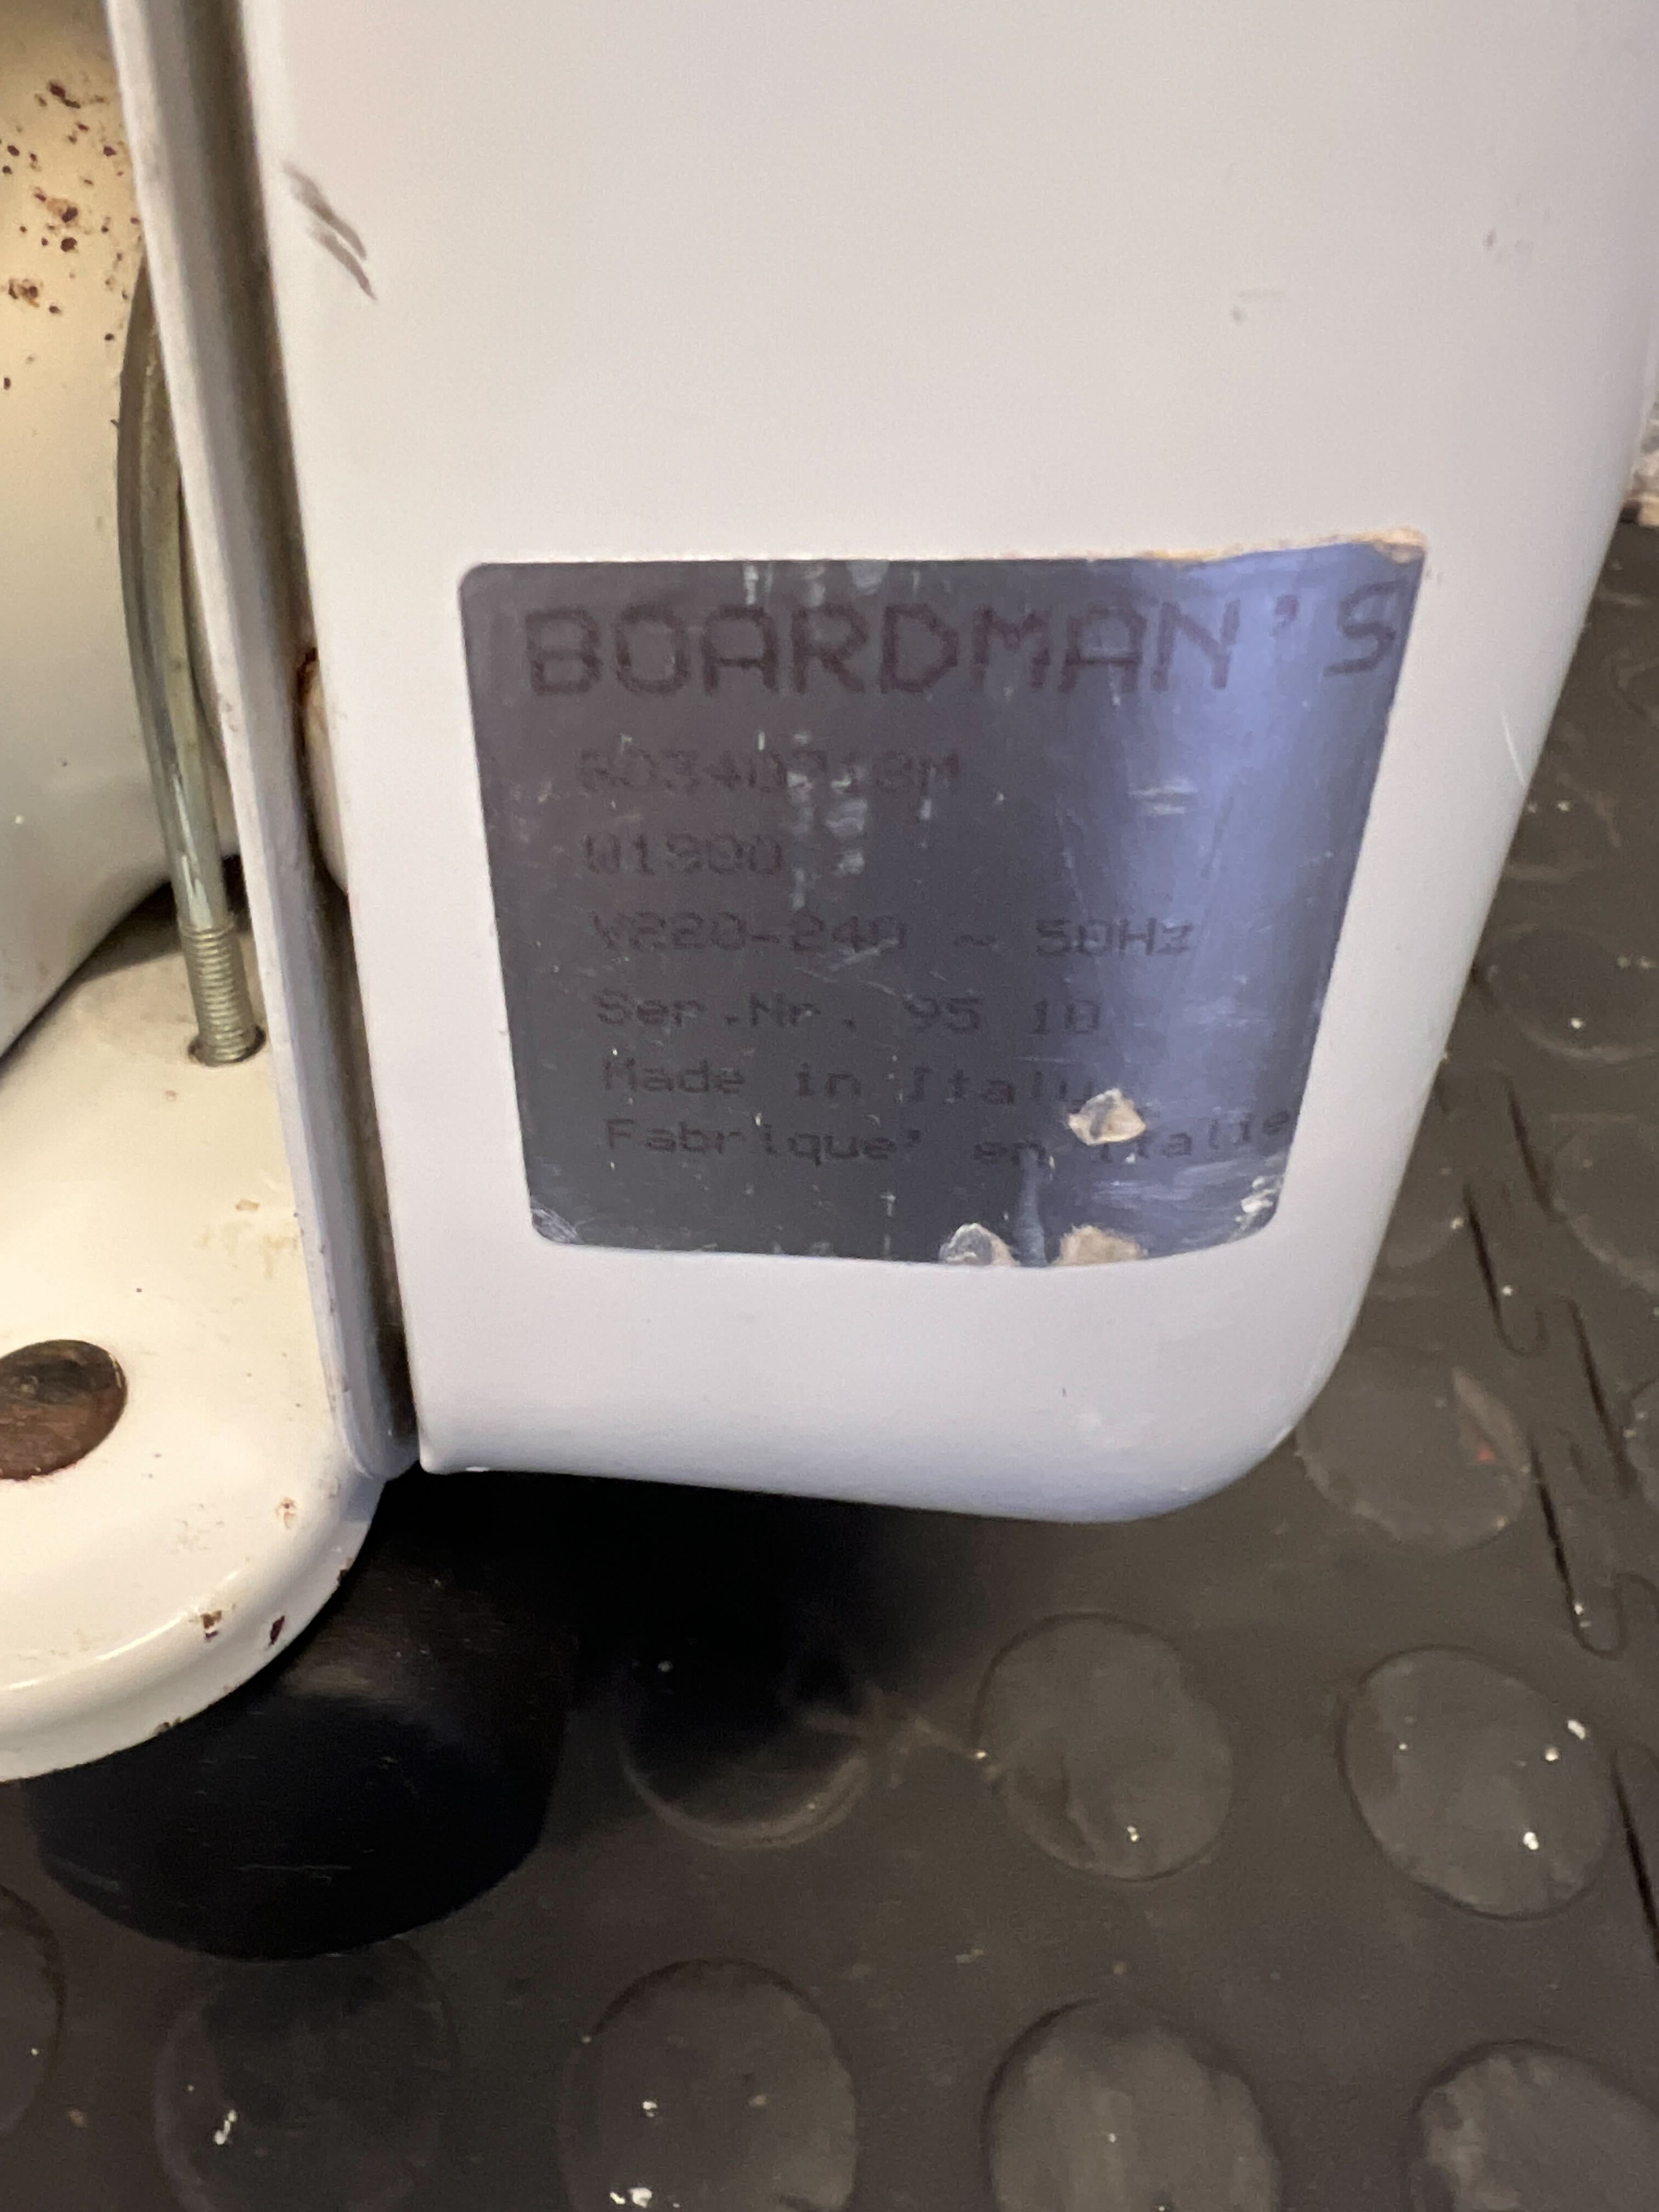 BOARDMAN'S
W1900
V220-240 ~ 50Hz
Ser.Nr. 95 10
Made in Italy
Fabrique' en Italie